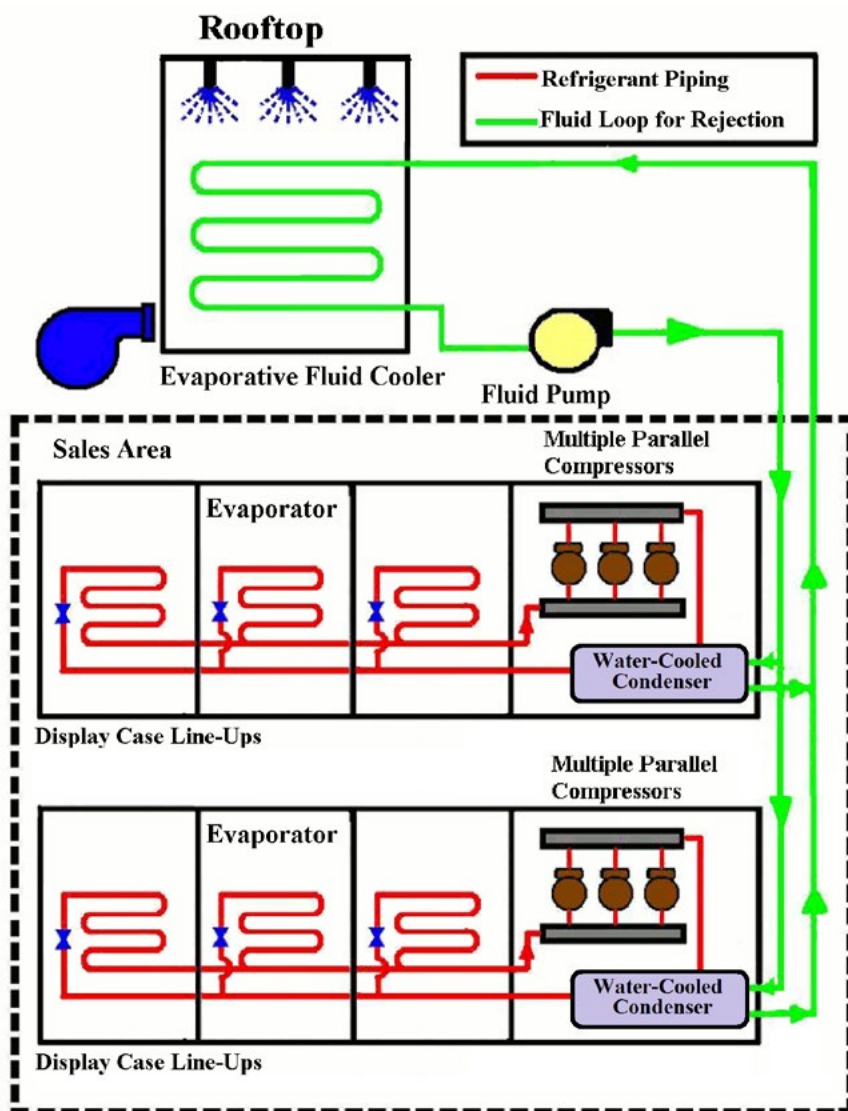 Rooftop
Refrigerant Piping
Fluid Loop for Rejection
Evaporative Fluid Cooler
Fluid Pump
Sales Area
Multiple Parallel
Compressors
Evaporator
Water-Cooled
Condenser
Display Case Line-Ups
Multiple Parallel
Compressors
Evaporator
Water-Cooled
Condenser
Display Case Line-Ups